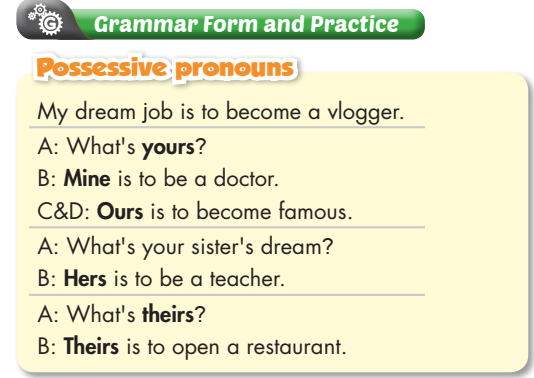 Grammar Form and Practice
Possessive pronouns
My dream job is to become a vlogger.
A: What's yours?
B: Mine is to be a doctor.
C&D: Ours is to become famous.
A: What's your sister's dream?
B: Hers is to be a teacher.
A: What's theirs?
B: Theirs is to open a restaurant.